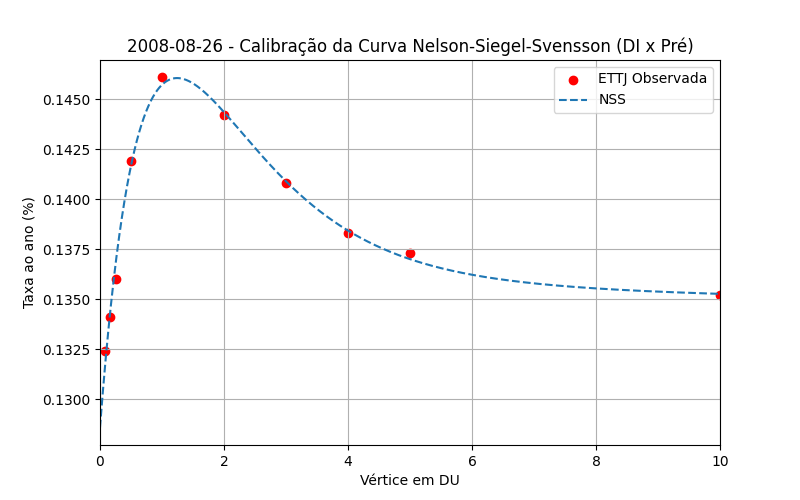 2008-08-26 - Calibração da Curva Nelson-Siegel-Svensson (DI x Pré)
ETTJ Observada
NSS
Taxa ao ano (%)
0.1450
0.1425
0.1400
0.1375
0.1350
0.1325
0.1300
0 2 4 6 8 10
Vértice em DU